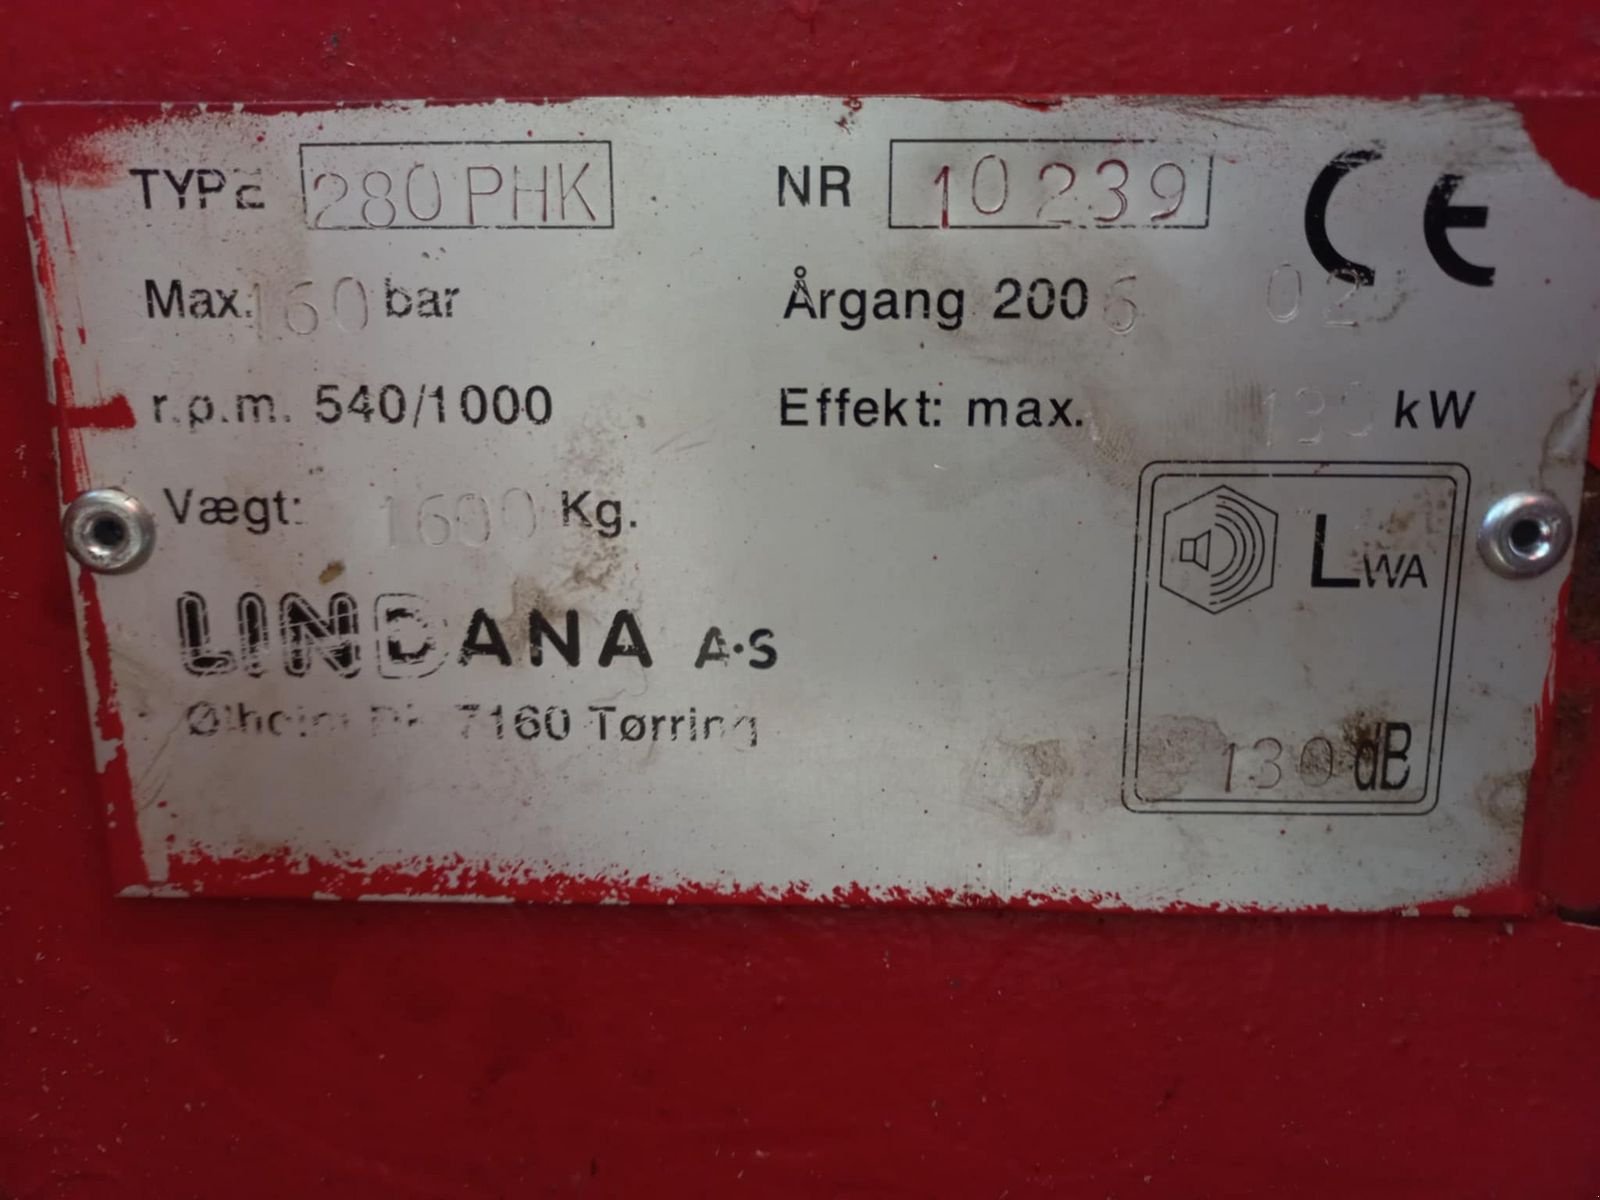 TYPE 280 PHK NR 10239 CE
Max. 160 bar Årgang 2006 02
r.p.m. 540/1000 Effekt: max. 130 kW
Vægt: 1600 Kg. LWA
LINDANA A·S
7160 Tørring 130 dB